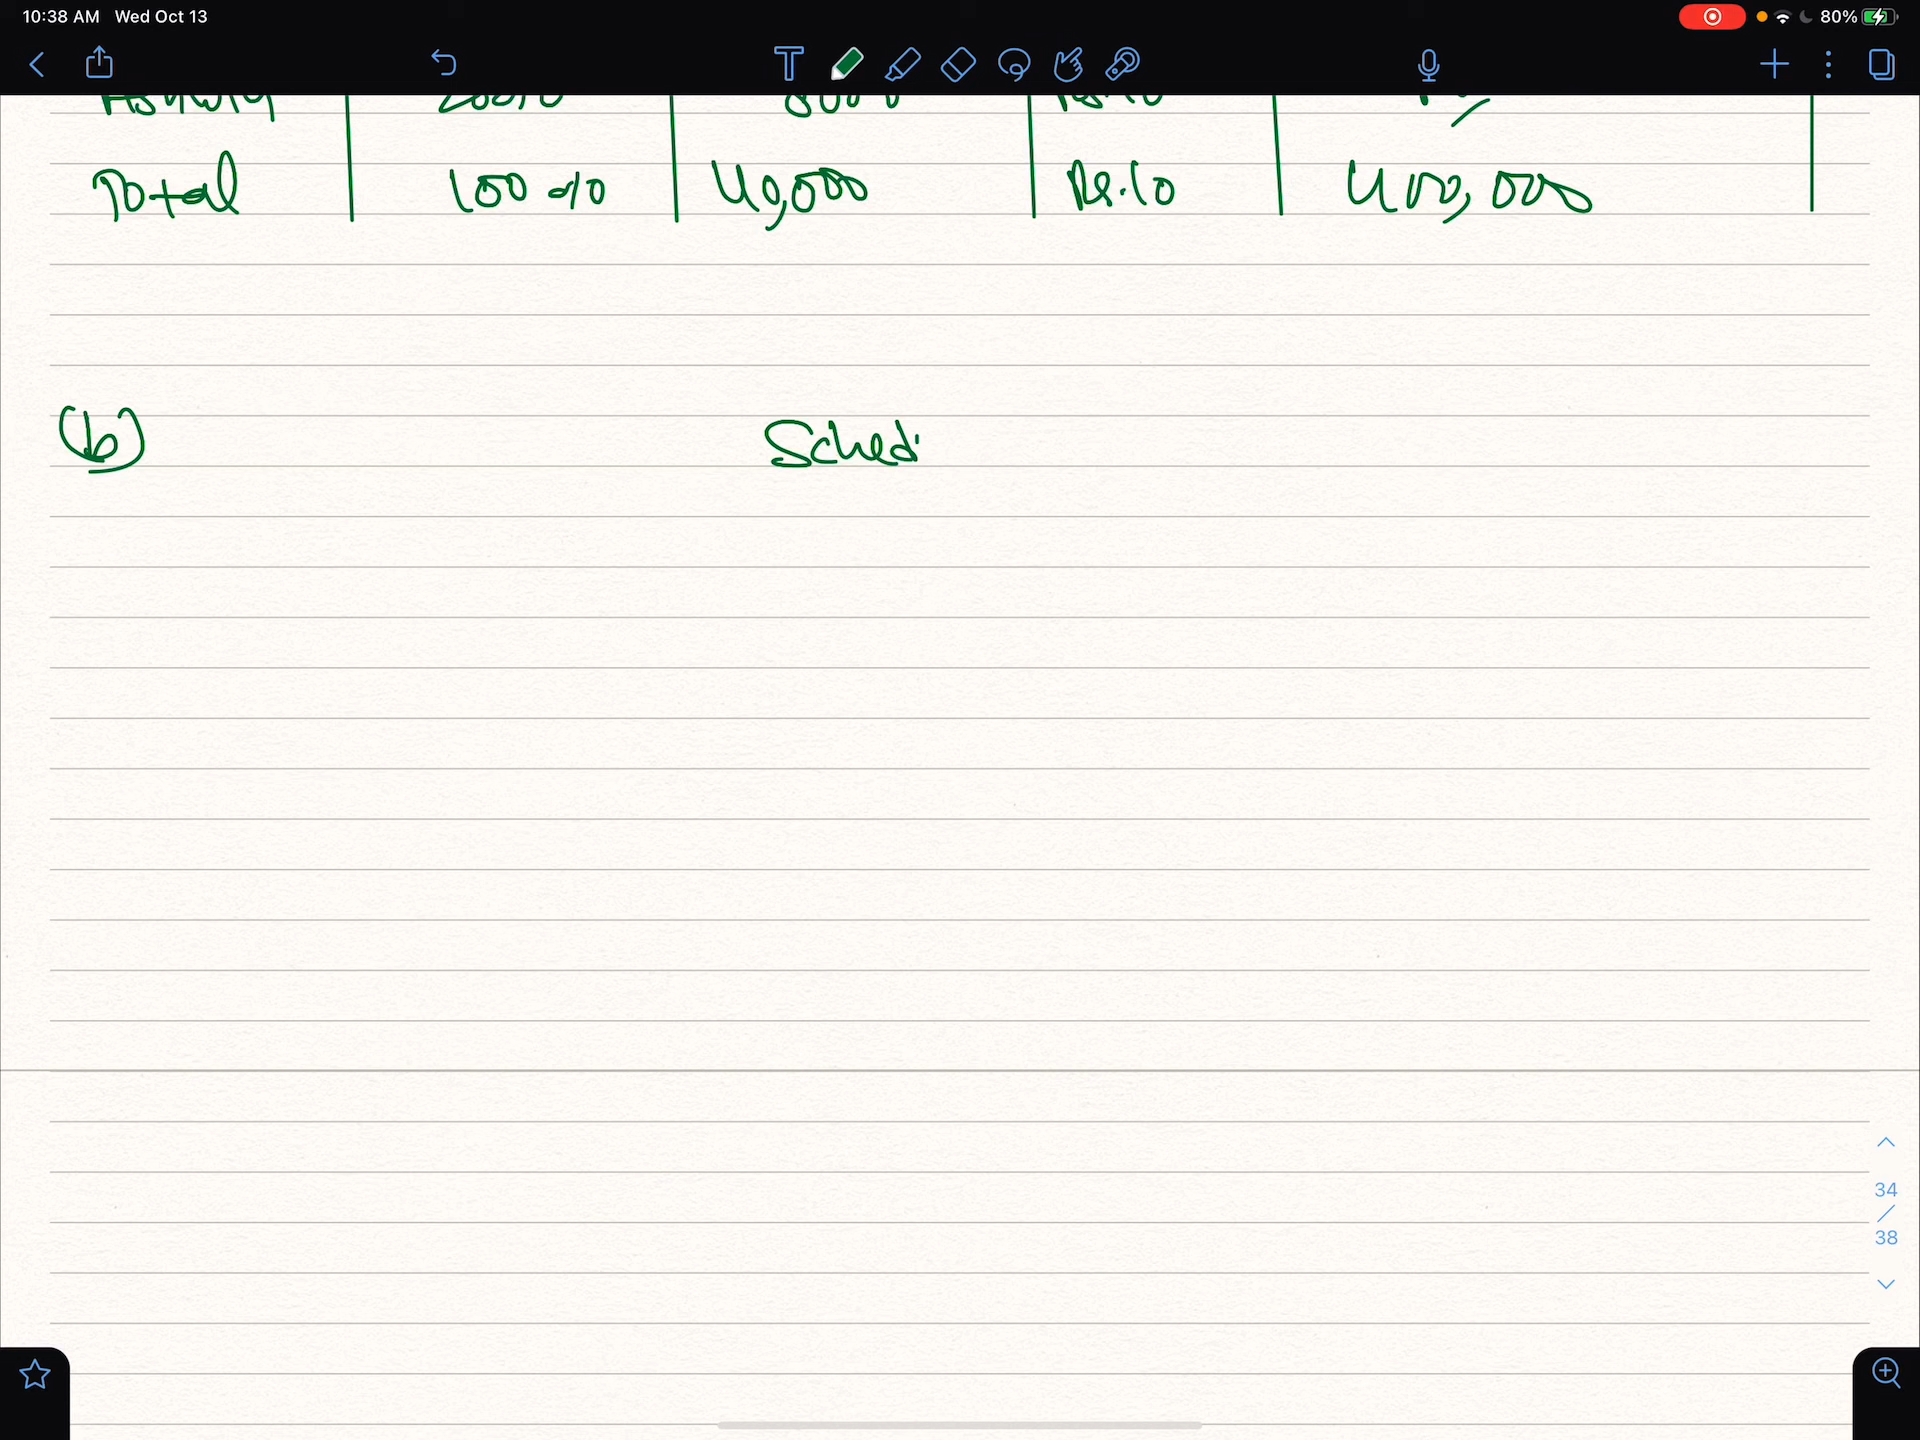 10:38 AM Wed Oct 13 80%
Total 100% 40,000 Rs.10 400,000
(b) Sched
34
/
38